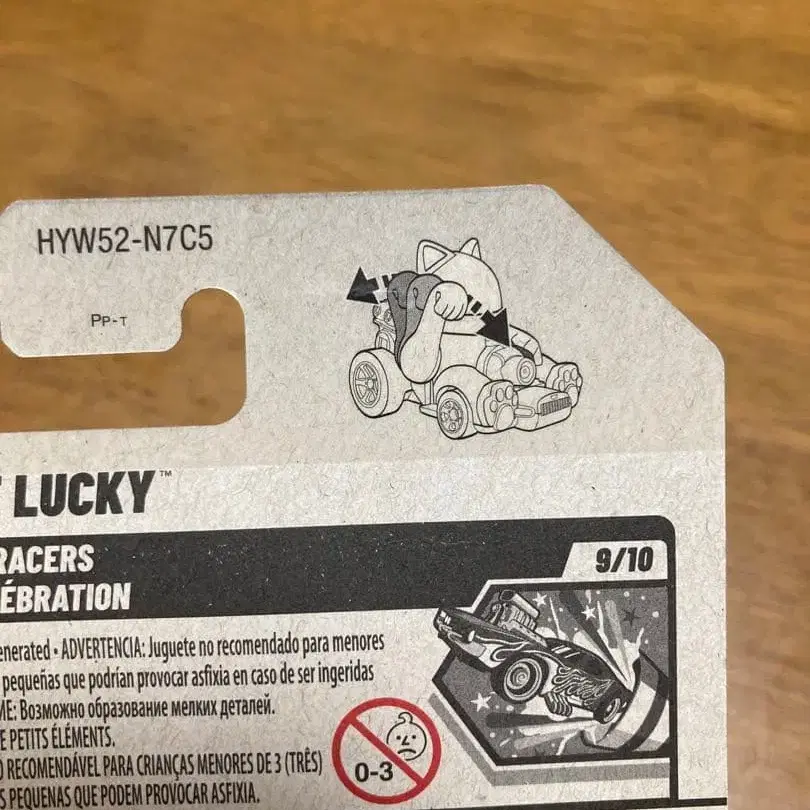 HYW52-N7C5
PP-T
LUCKY™
RACERS
9/10
ÉBRATION
enerated • ADVERTENCIA: Juguete no recomendado para menores
pequeñas que podrían provocar asfixia en caso de ser ingeridas
ME: Возможно образование мелких деталей.
E PETITS ÉLÉMENTS.
O RECOMENDÁVEL PARA CRIANÇAS MENORES DE 3 (TRÊS)
S PEQUENAS QUE PODEM PROVOCAR ASFIXIA.
0-3